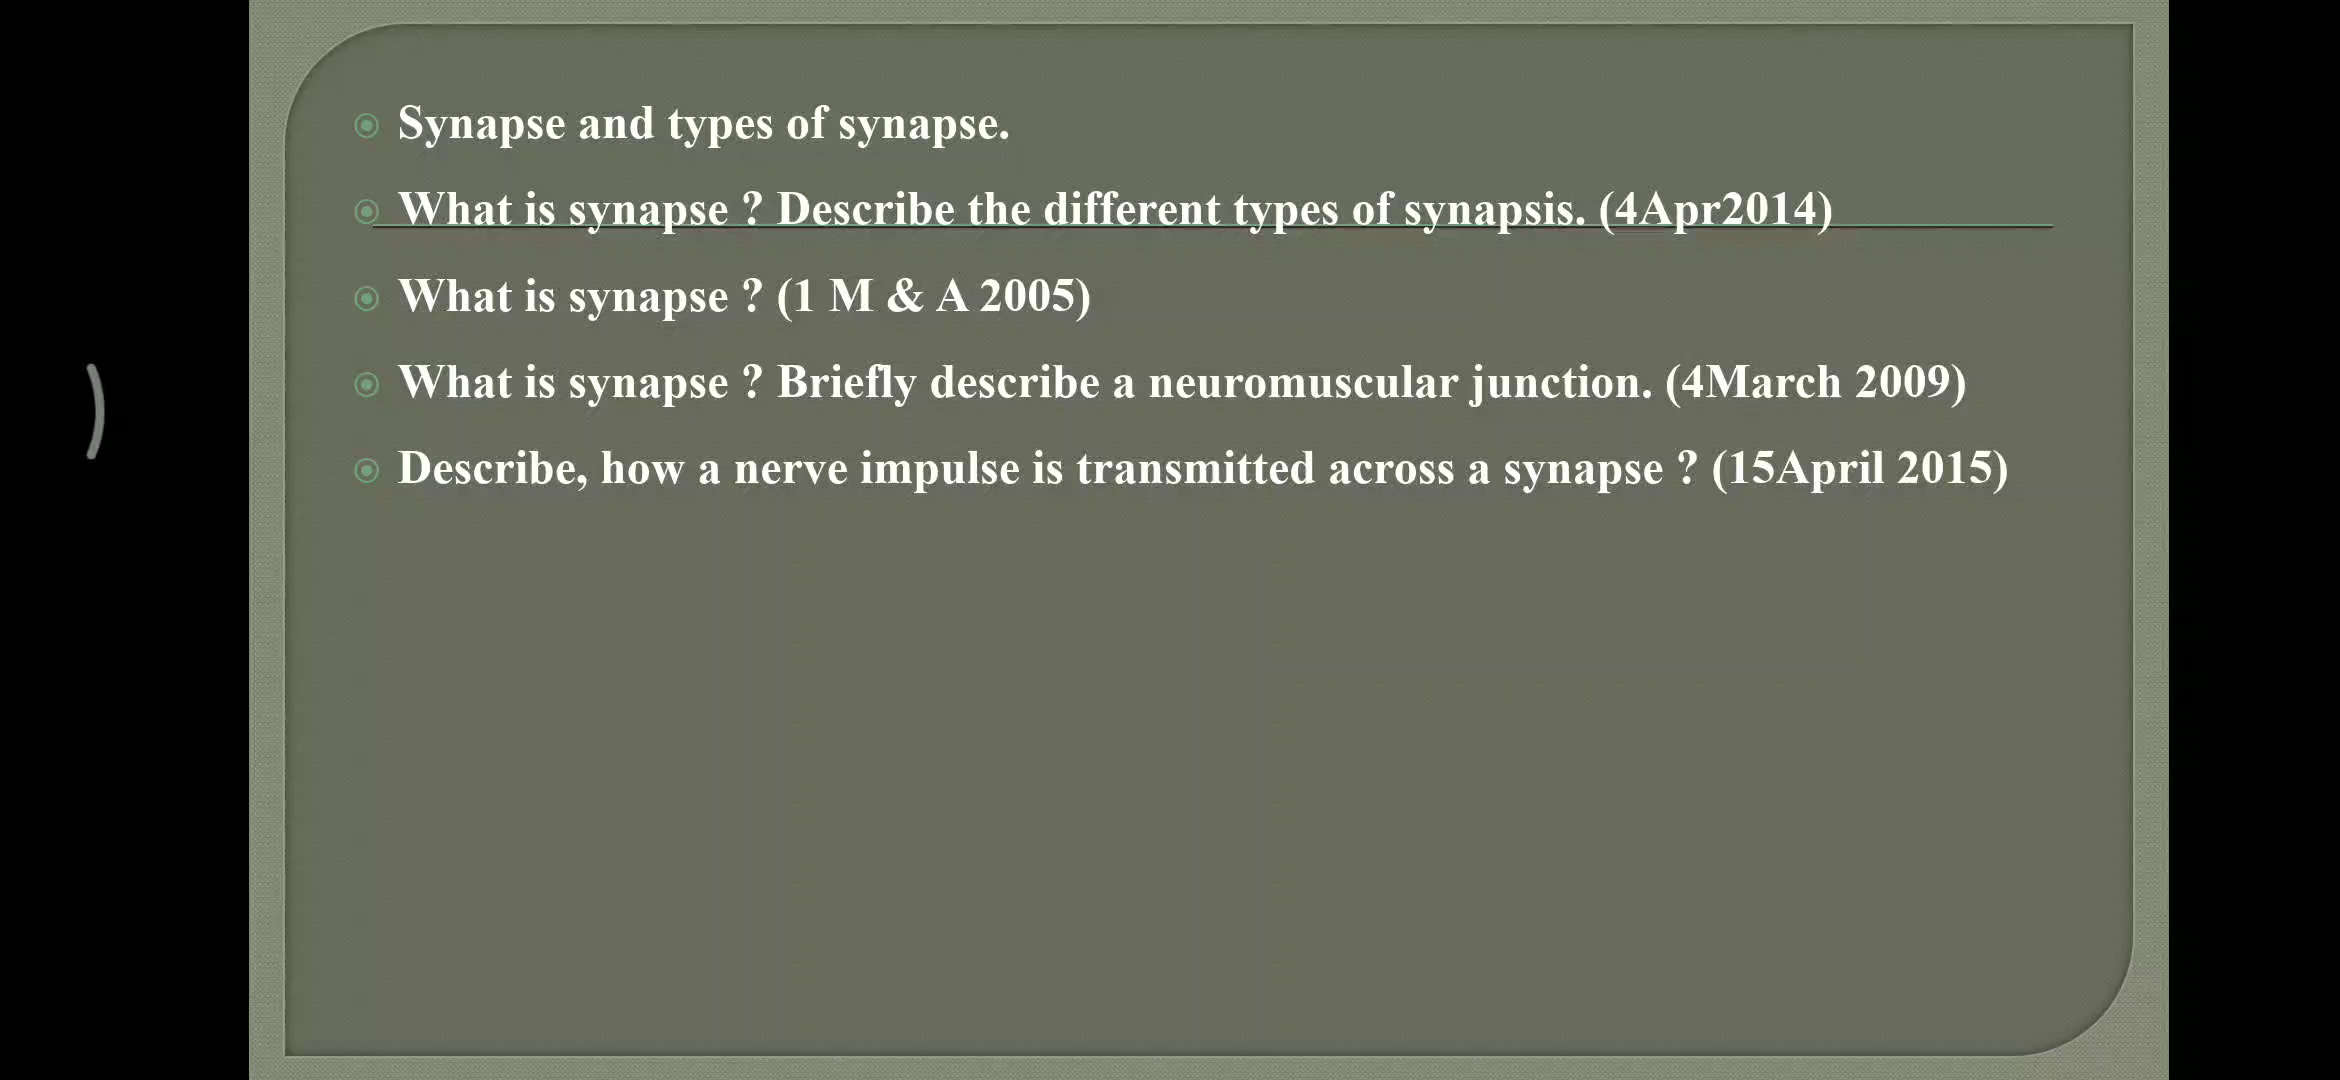 Synapse and types of synapse.
What is synapse ? Describe the different types of synapsis. (4Apr2014)
What is synapse ? (1 M & A 2005)
What is synapse ? Briefly describe a neuromuscular junction. (4March 2009)
Describe, how a nerve impulse is transmitted across a synapse ? (15April 2015)